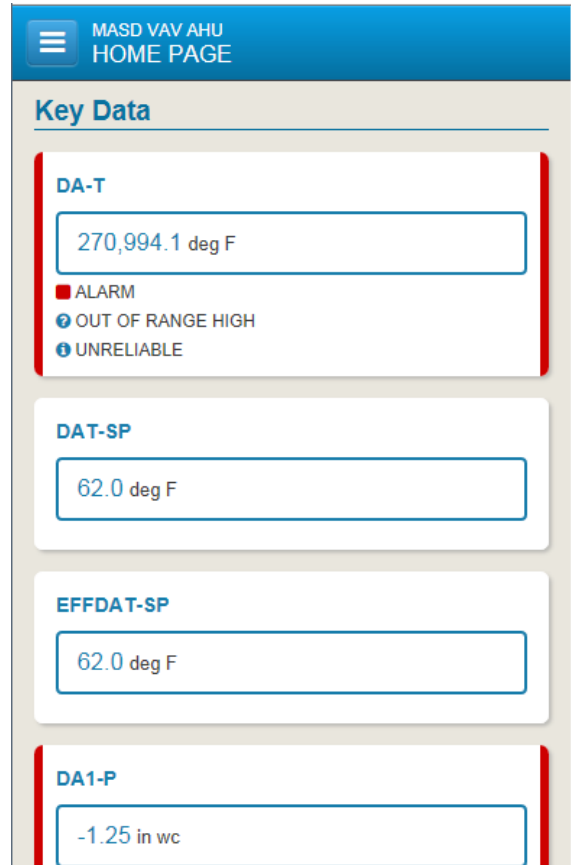 MASD VAV AHU
HOME PAGE
Key Data
DA-T
270,994.1 deg F
ALARM
OUT OF RANGE HIGH
UNRELIABLE
DAT-SP
62.0 deg F
EFFDAT-SP
62.0 deg F
DA1-P
-1.25 in wc